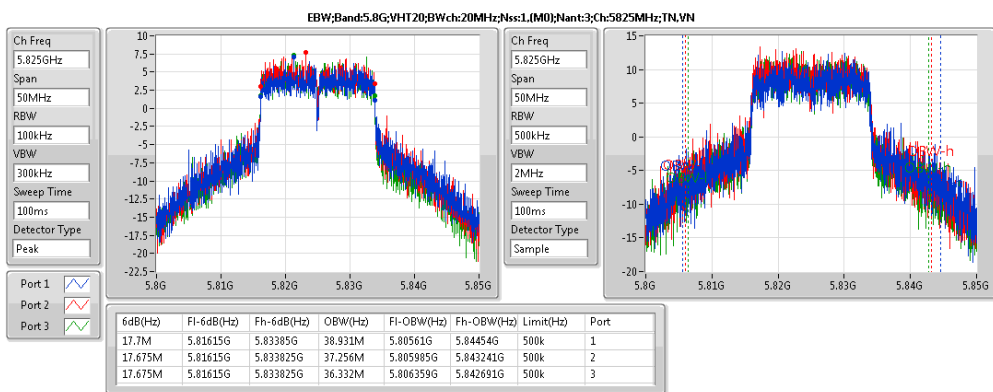 EBW;Band:5.8G;VHT20;BWch:20MHz;Nss:1,(M0);Nant:3;Ch:5825MHz;TN,VN
Ch Freq
5.825GHz
Span
50MHz
RBW
100kHz
VBW
300kHz
Sweep Time
100ms
Detector Type
Peak
10
7.5
5
2.5
0
-2.5
-5
-7.5
-10
-12.5
-15
-17.5
-20
-22.5
5.8G 5.81G 5.82G 5.83G 5.84G 5.85G
Ch Freq
5.825GHz
Span
50MHz
RBW
500kHz
VBW
2MHz
Sweep Time
100ms
Detector Type
Sample
15
10
5
0
-5
-10
-15
-20
5.8G 5.81G 5.82G 5.83G 5.84G 5.85G
Port 1
Port 2
Port 3
6dB(Hz) Fl-6dB(Hz) Fh-6dB(Hz) OBW(Hz) Fl-OBW(Hz) Fh-OBW(Hz) Limit(Hz) Port
17.7M 5.81615G 5.83385G 38.931M 5.80561G 5.84454G 500k 1
17.675M 5.81615G 5.833825G 37.256M 5.805985G 5.843241G 500k 2
17.675M 5.81615G 5.833825G 36.332M 5.806359G 5.842691G 500k 3